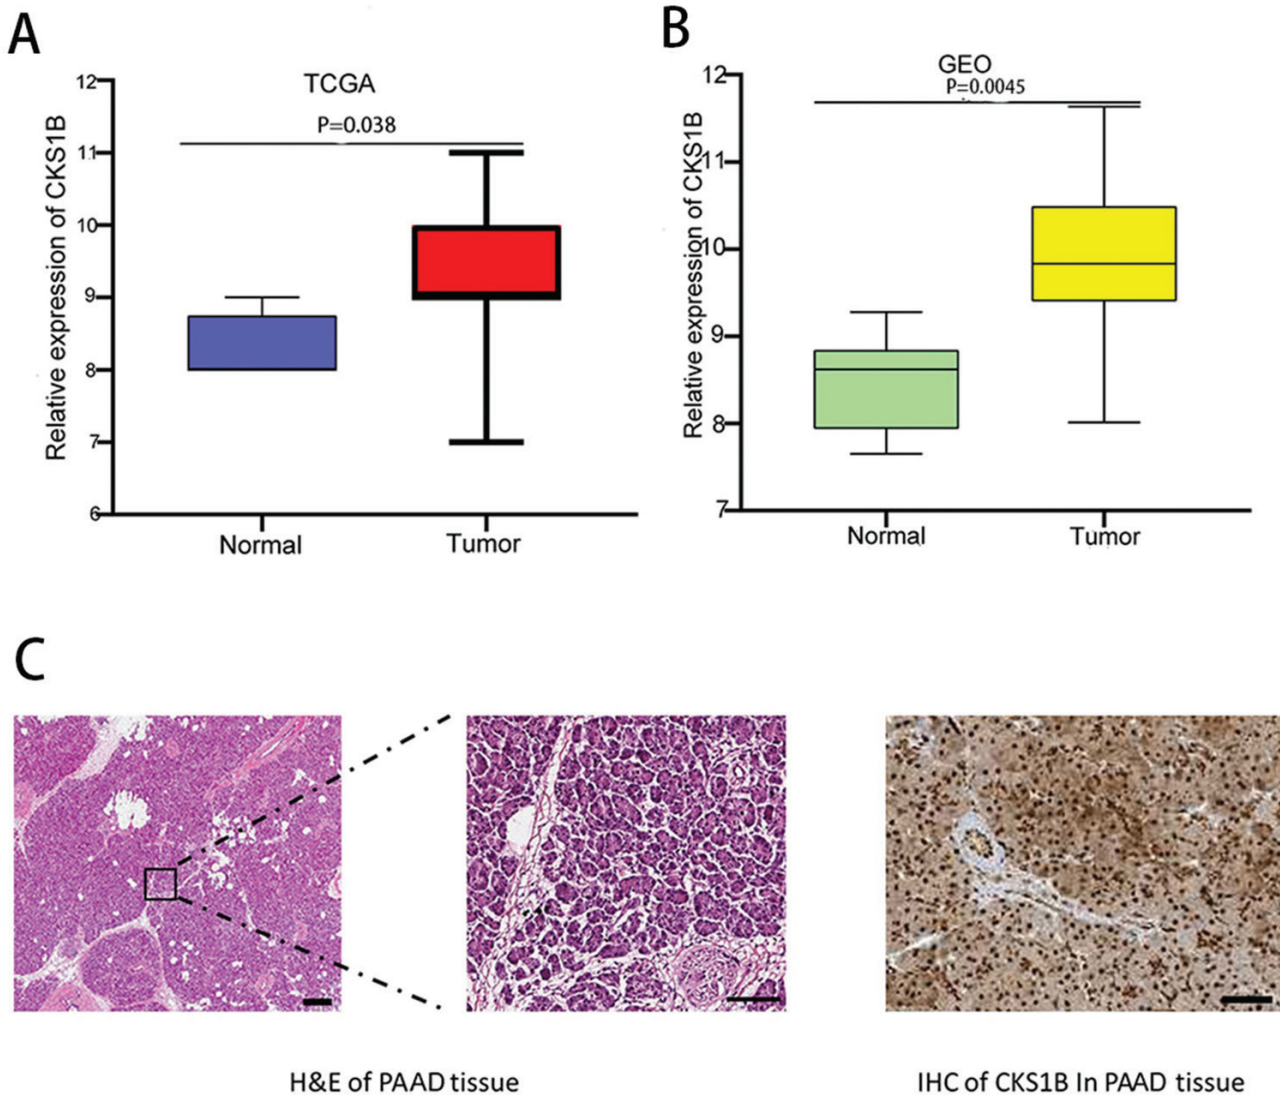 A
B
TCGA
P=0.038
Relative expression of CKS1B
12
11
10
9
8
7
6
Normal
Tumor
GEO
P=0.0045
Relative expression of CKS1B
12
11
10
9
8
7
Normal
Tumor
C
H&E of PAAD tissue
IHC of CKS1B In PAAD tissue